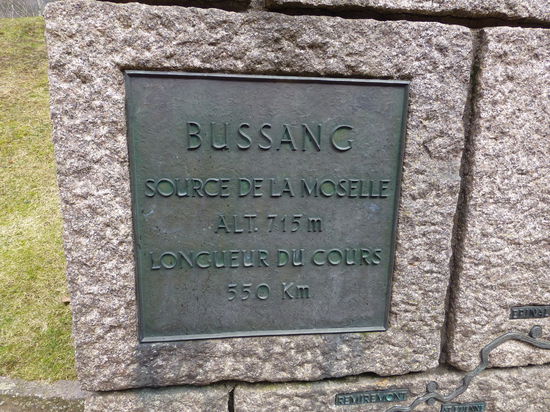 BUSSANG
SOURCE DE LA MOSELLE
ALT. 715 m
LONGUEUR DU COURS
550 Km
REMIREMONT